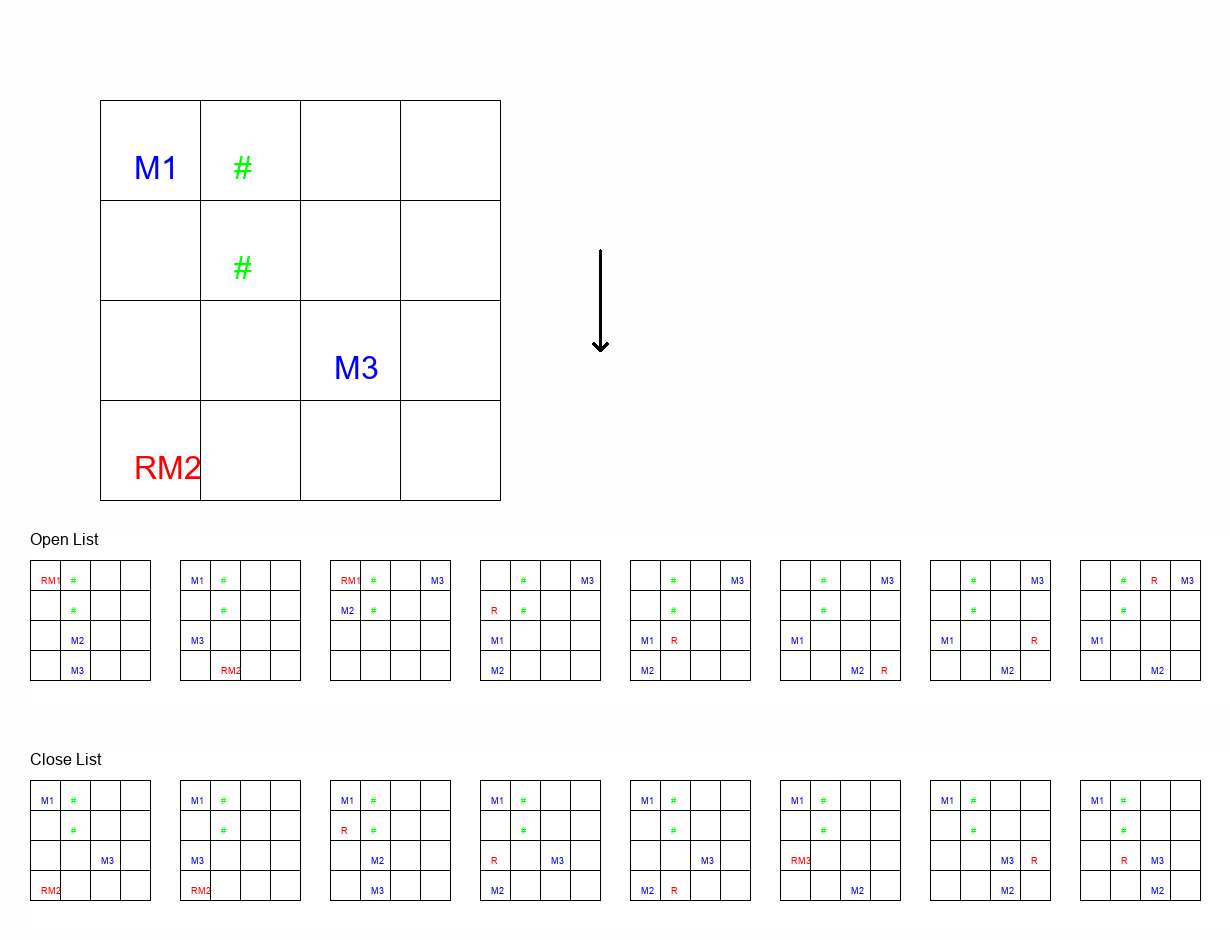 M1 #
#
M3
RM2
Open List
RM1 # M1 # RM1 # M3 # M3 # M3 # M3 # M3 # R M3
# # M2 # R # # # # #
M2 M3 M1 M1 R M1 M1 R M1
M3 RM2 M2 M2 M2 R M2 M2
Close List
M1 # M1 # M1 # M1 # M1 # M1 # M1 # M1 #
# # R # # # # # #
M3 M3 M2 R M3 M3 RM3 M3 R R M3
RM2 RM2 M3 M2 M2 R M2 M2 M2